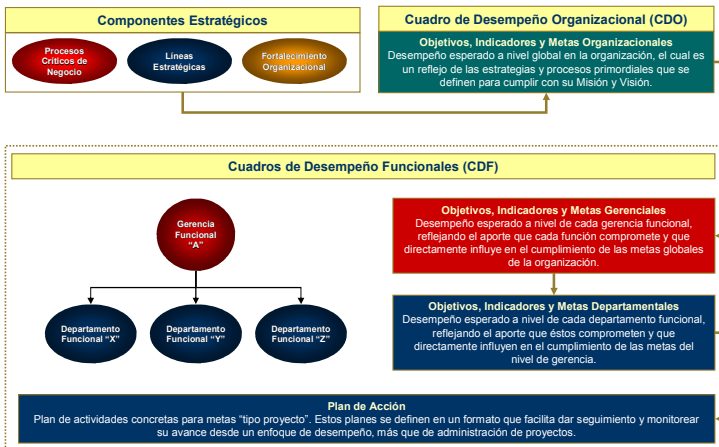 Componentes Estratégicos
Procesos
Críticos de
Negocio
Líneas
Estratégicas
Fortalecimiento
Organizacional
Cuadro de Desempeño Organizacional (CDO)
Objetivos, Indicadores y Metas Organizacionales
Desempeño esperado a nivel global en la organización, el cual es
un reflejo de las estrategias y procesos primordiales que se
definen para cumplir con su Misión y Visión.
Cuadros de Desempeño Funcionales (CDF)
Gerencia
Funcional
"A"
Departamento
Funcional "X"
Departamento
Funcional "Y"
Departamento
Funcional "Z"
Objetivos, Indicadores y Metas Gerenciales
Desempeño esperado a nivel de cada gerencia funcional,
reflejando el aporte que cada función compromete y que
directamente influye en el cumplimiento de las metas globales
de la organización.
Objetivos, Indicadores y Metas Departamentales
Desempeño esperado a nivel de cada departamento funcional,
reflejando el aporte que éstos comprometen y que
directamente influyen en el cumplimiento de las metas del
nivel de gerencia.
Plan de Acción
Plan de actividades concretas para metas “tipo proyecto”. Estos planes se definen en un formato que facilita dar seguimiento y monitorear
su avance desde un enfoque de desempeño, más que de administración de proyectos.